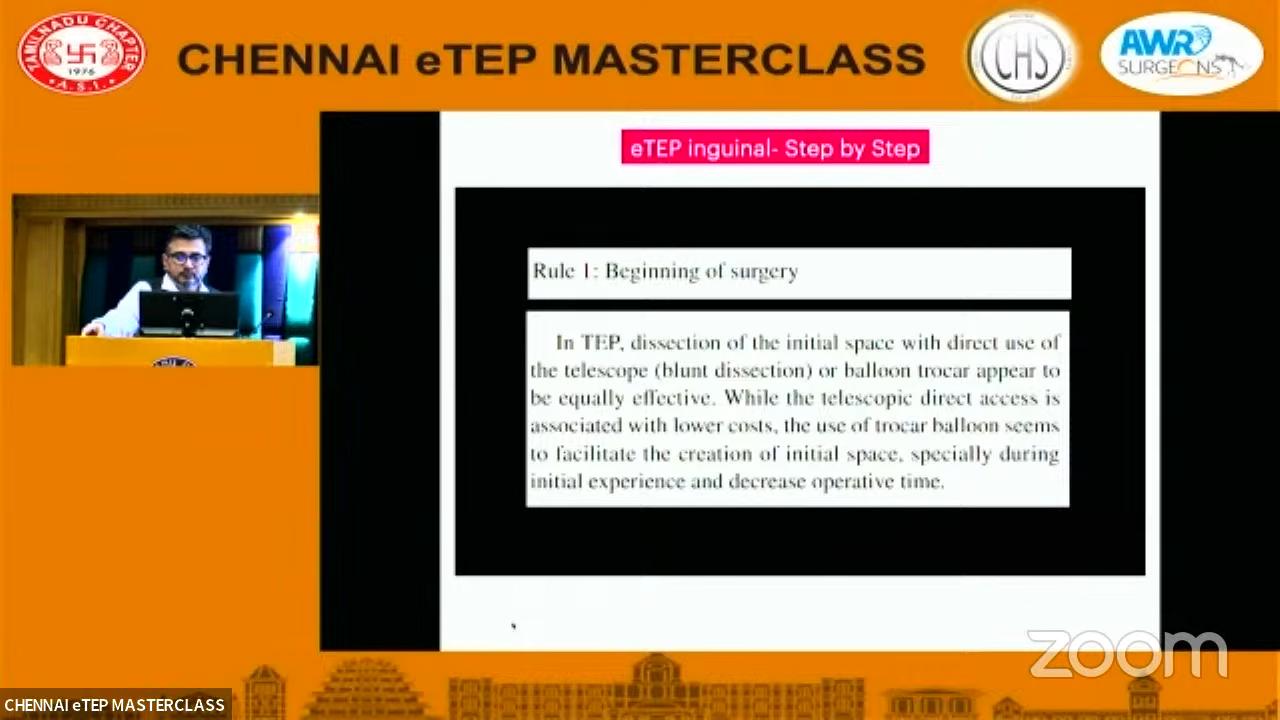 TAMILNADU CHAPTER
1976
A.S.I.
CHENNAI eTEP MASTERCLASS
CHS
AWR
SURGEONS
eTEP inguinal- Step by Step
Rule 1: Beginning of surgery
In TEP, dissection of the initial space with direct use of
the telescope (blunt dissection) or balloon trocar appear to
be equally effective. While the telescopic direct access is
associated with lower costs, the use of trocar balloon seems
to facilitate the creation of initial space, specially during
initial experience and decrease operative time.
zoom
CHENNAI eTEP MASTERCLASS